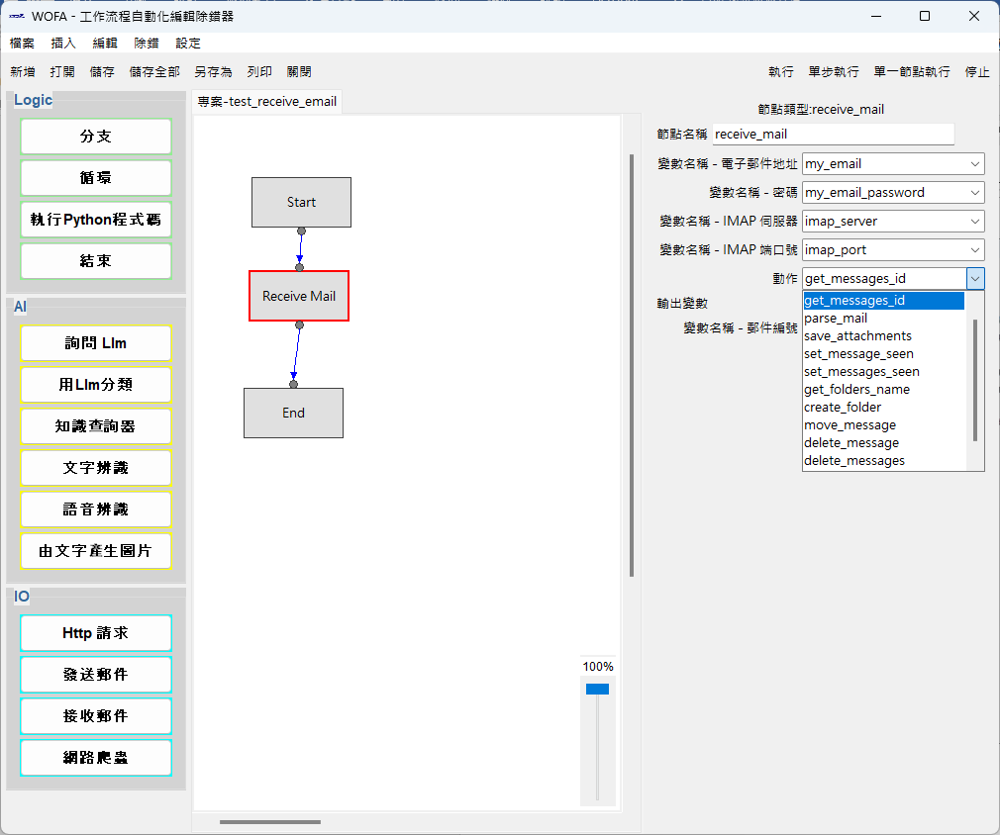 WOFA - 工作流程自動化編輯除錯器
檔案 插入 編輯 除錯 設定
新增 打開 儲存 儲存全部 另存為 列印 關閉 執行 單步執行 單一節點執行 停止
Logic
分支
循環
執行Python程式碼
結束
AI
詢問 Llm
用Llm分類
知識查詢器
文字辨識
語音辨識
由文字產生圖片
IO
Http 請求
發送郵件
接收郵件
網路爬蟲
專案-test_receive_email
Start
Receive Mail
End
100%
節點類型:receive_mail
節點名稱 receive_mail
變數名稱 - 電子郵件地址 my_email
變數名稱 - 密碼 my_email_password
變數名稱 - IMAP 伺服器 imap_server
變數名稱 - IMAP 端口號 imap_port
動作 get_messages_id
輸出變數
變數名稱 - 郵件編號
get_messages_id
parse_mail
save_attachments
set_message_seen
set_messages_seen
get_folders_name
create_folder
move_message
delete_message
delete_messages